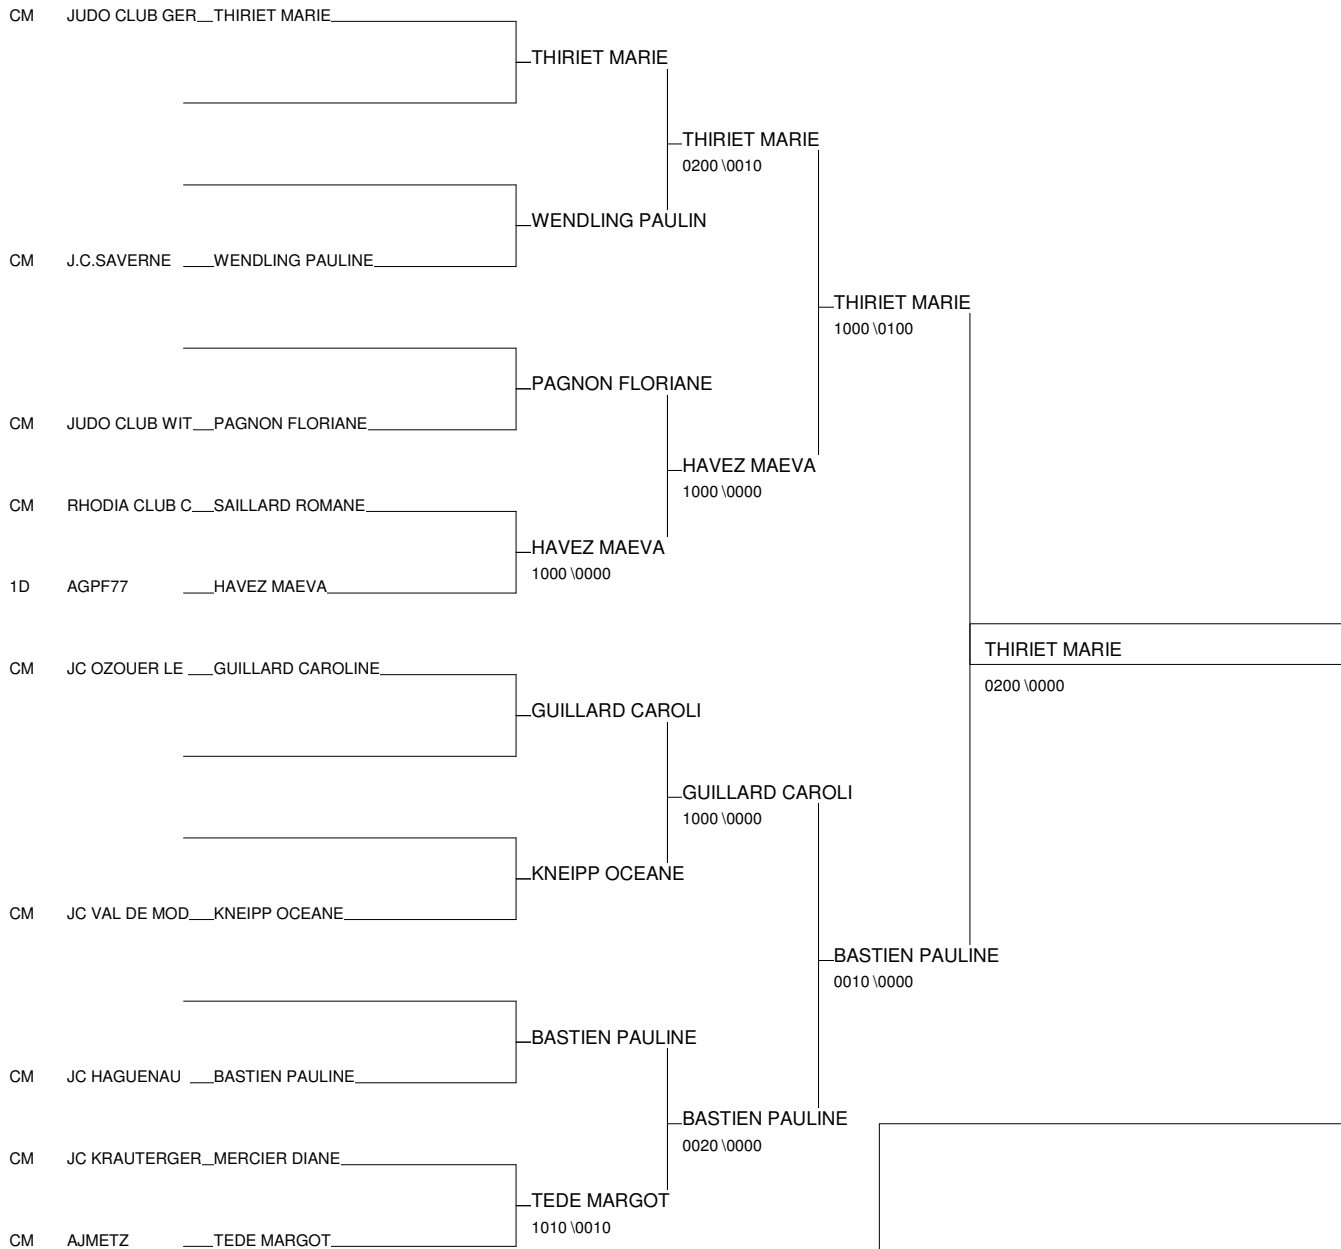 CM JUDO CLUB GER THIRIET MARIE
THIRIET MARIE
THIRIET MARIE
0200 \0010
WENDLING PAULIN
CM J.C.SAVERNE WENDLING PAULINE
THIRIET MARIE
1000 \0100
PAGNON FLORIANE
CM JUDO CLUB WIT PAGNON FLORIANE
HAVEZ MAEVA
1000 \0000
CM RHODIA CLUB C SAILLARD ROMANE
HAVEZ MAEVA
1000 \0000
1D AGPF77 HAVEZ MAEVA
THIRIET MARIE
0200 \0000
CM JC OZOUER LE GUILLARD CAROLINE
GUILLARD CAROLI
GUILLARD CAROLI
1000 \0000
KNEIPP OCEANE
CM JC VAL DE MOD KNEIPP OCEANE
BASTIEN PAULINE
0010 \0000
BASTIEN PAULINE
CM JC HAGUENAU BASTIEN PAULINE
BASTIEN PAULINE
0020 \0000
CM JC KRAUTERGER MERCIER DIANE
TEDE MARGOT
1010 \0010
CM AJMETZ TEDE MARGOT